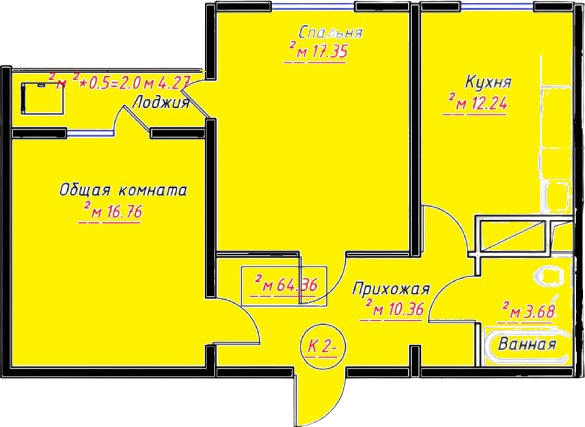 Спальня
² м 17.35
Кухня
² м 12.24
² м ²*0.5=2.0 м 4.27
Лоджия
Общая комната
² м 16.76
² м 64.36
Прихожая
² м 10.36
² м 3.68
Ванная
К 2-